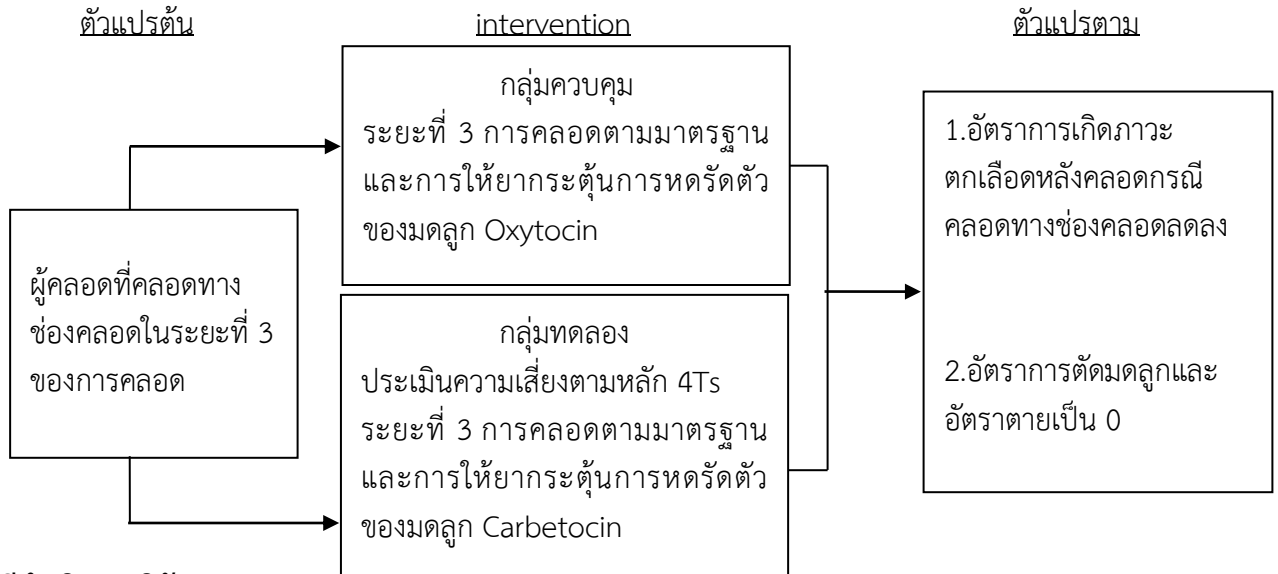 ตัวแปรต้น
intervention
ตัวแปรตาม
กลุ่มควบคุม
ระยะที่ 3 การคลอดตามมาตรฐาน
และการให้ยากระตุ้นการหดรัดตัว
ของมดลูก Oxytocin
ผู้คลอดที่คลอดทาง
ช่องคลอดในระยะที่ 3
ของการคลอด
กลุ่มทดลอง
ประเมินความเสี่ยงตามหลัก 4Ts
ระยะที่ 3 การคลอดตามมาตรฐาน
และการให้ยากระตุ้นการหดรัดตัว
ของมดลูก Carbetocin
1.อัตราการเกิดภาวะ
ตกเลือดหลังคลอดกรณี
คลอดทางช่องคลอดลดลง
2.อัตราการตัดมดลูกและ
อัตราตายเป็น 0